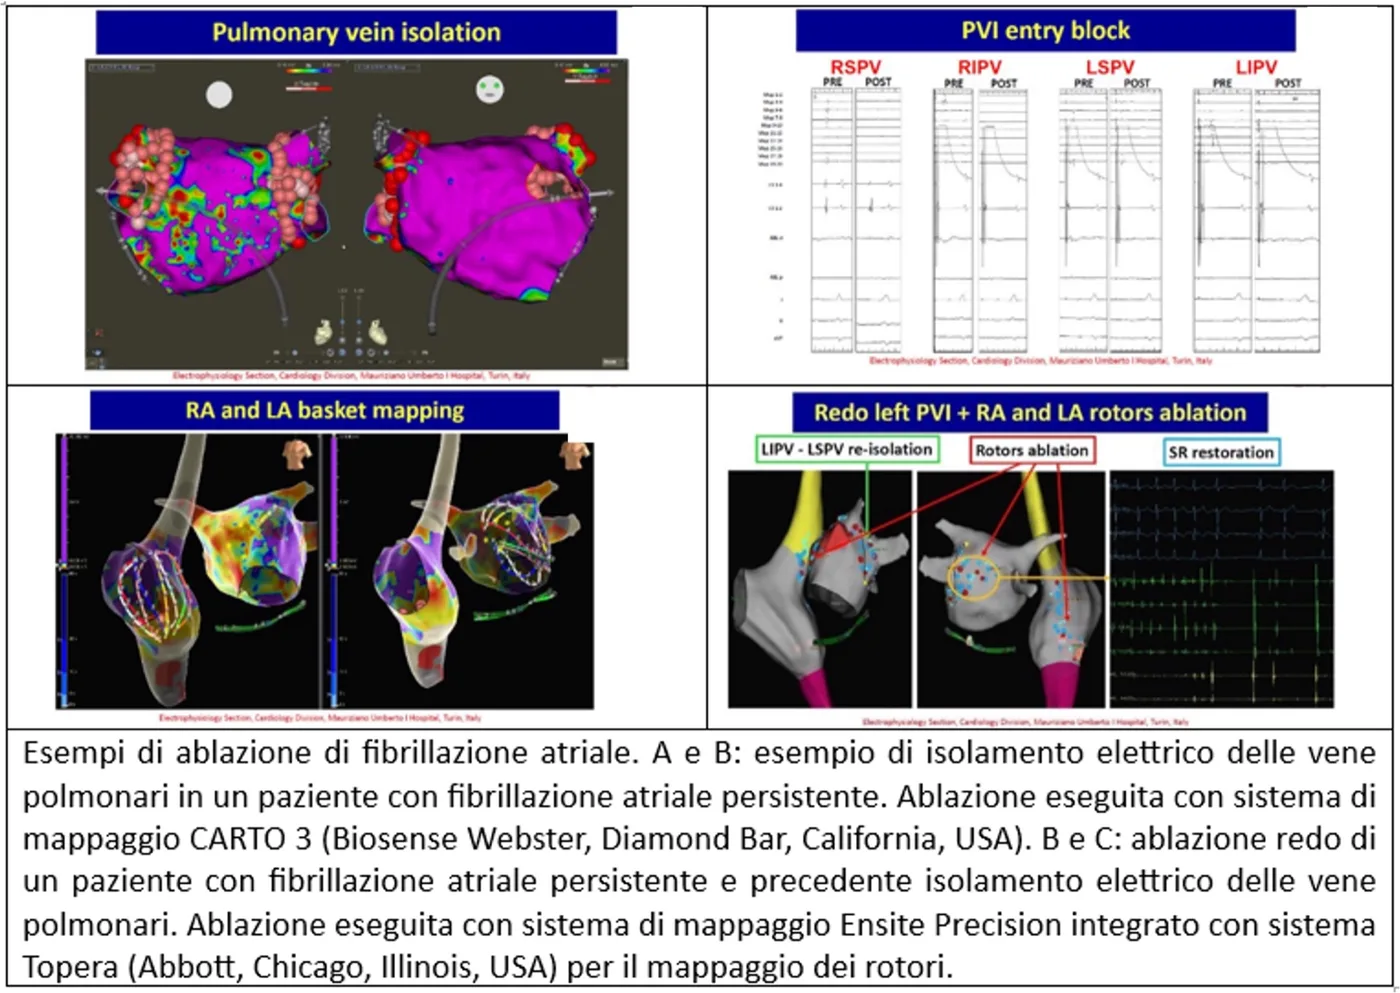 Pulmonary vein isolation
Electrophysiology Section, Cardiology Division, Mauriziano Umberto I Hospital, Turin, Italy
PVI entry block
RSPV RIPV LSPV LIPV
PRE POST PRE POST PRE POST PRE POST
Electrophysiology Section, Cardiology Division, Mauriziano Umberto I Hospital, Turin, Italy
RA and LA basket mapping
Electrophysiology Section, Cardiology Division, Mauriziano Umberto I Hospital, Turin, Italy
Redo left PVI + RA and LA rotors ablation
LIPV - LSPV re-isolation Rotors ablation SR restoration
Electrophysiology Section, Cardiology Division, Mauriziano Umberto I Hospital, Turin, Italy
Esempi di ablazione di fibrillazione atriale. A e B: esempio di isolamento elettrico delle vene
polmonari in un paziente con fibrillazione atriale persistente. Ablazione eseguita con sistema di
mappaggio CARTO 3 (Biosense Webster, Diamond Bar, California, USA). B e C: ablazione redo di
un paziente con fibrillazione atriale persistente e precedente isolamento elettrico delle vene
polmonari. Ablazione eseguita con sistema di mappaggio Ensite Precision integrato con sistema
Topera (Abbott, Chicago, Illinois, USA) per il mappaggio dei rotori.